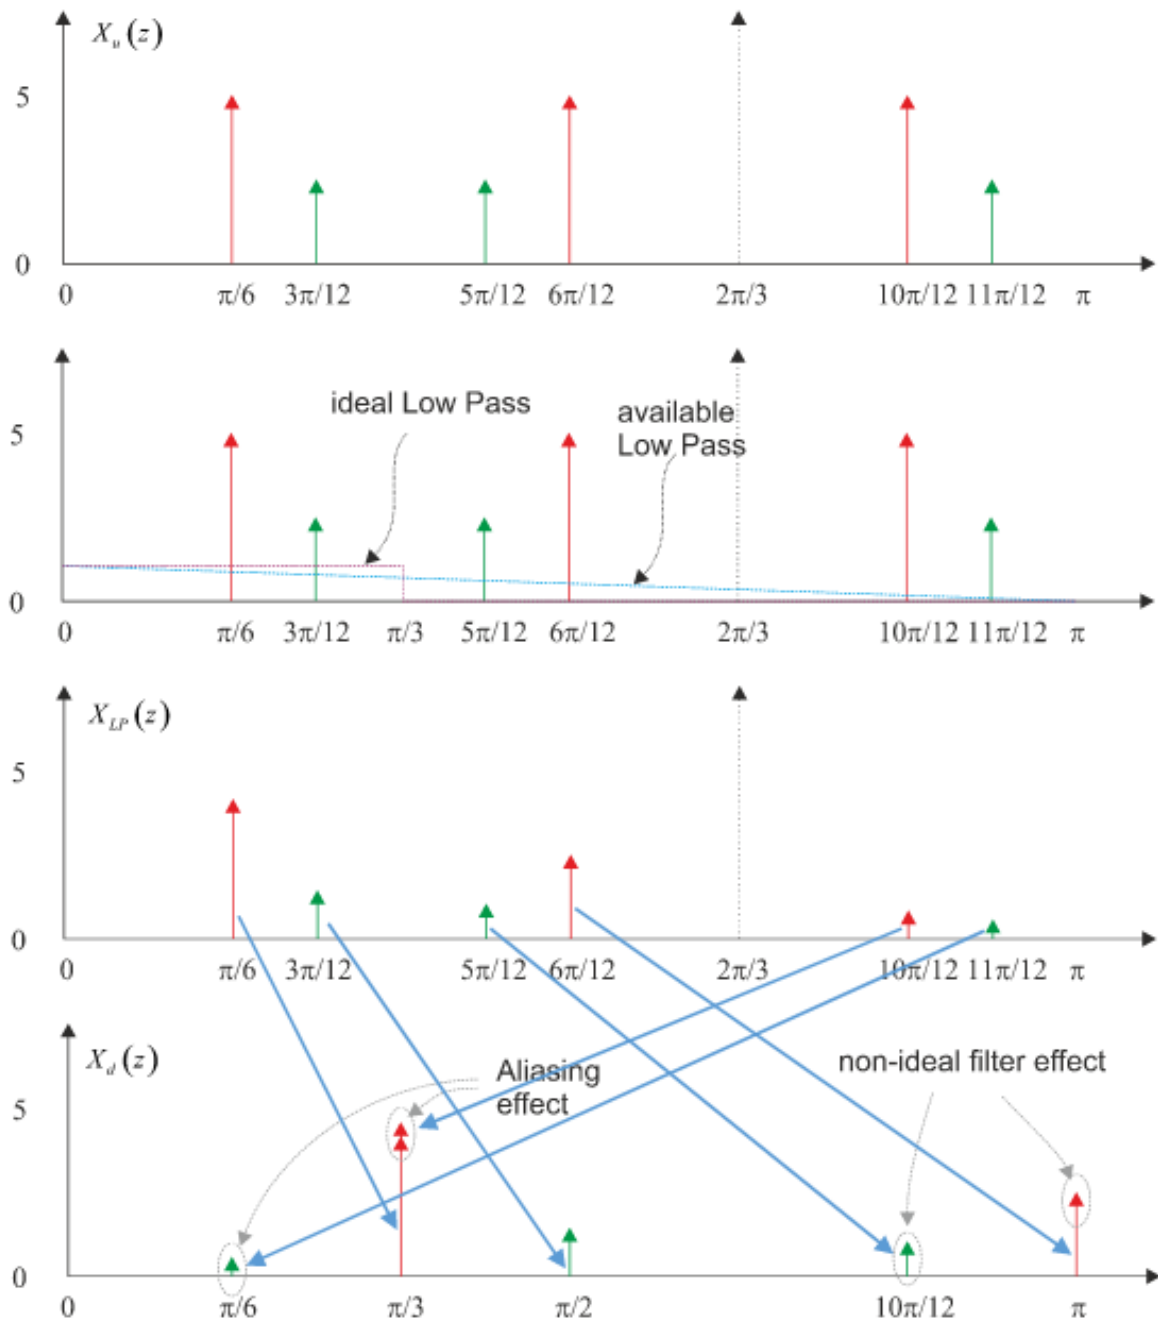 X_u(z)
5
0
0 π/6 3π/12 5π/12 6π/12 2π/3 10π/12 11π/12 π
ideal Low Pass
available
Low Pass
5
0
0 π/6 3π/12 π/3 5π/12 6π/12 2π/3 10π/12 11π/12 π
X_LP(z)
5
0
0 π/6 3π/12 5π/12 6π/12 2π/3 10π/12 11π/12 π
X_d(z)
Aliasing
effect
non-ideal filter effect
5
0
0 π/6 π/3 π/2 10π/12 π